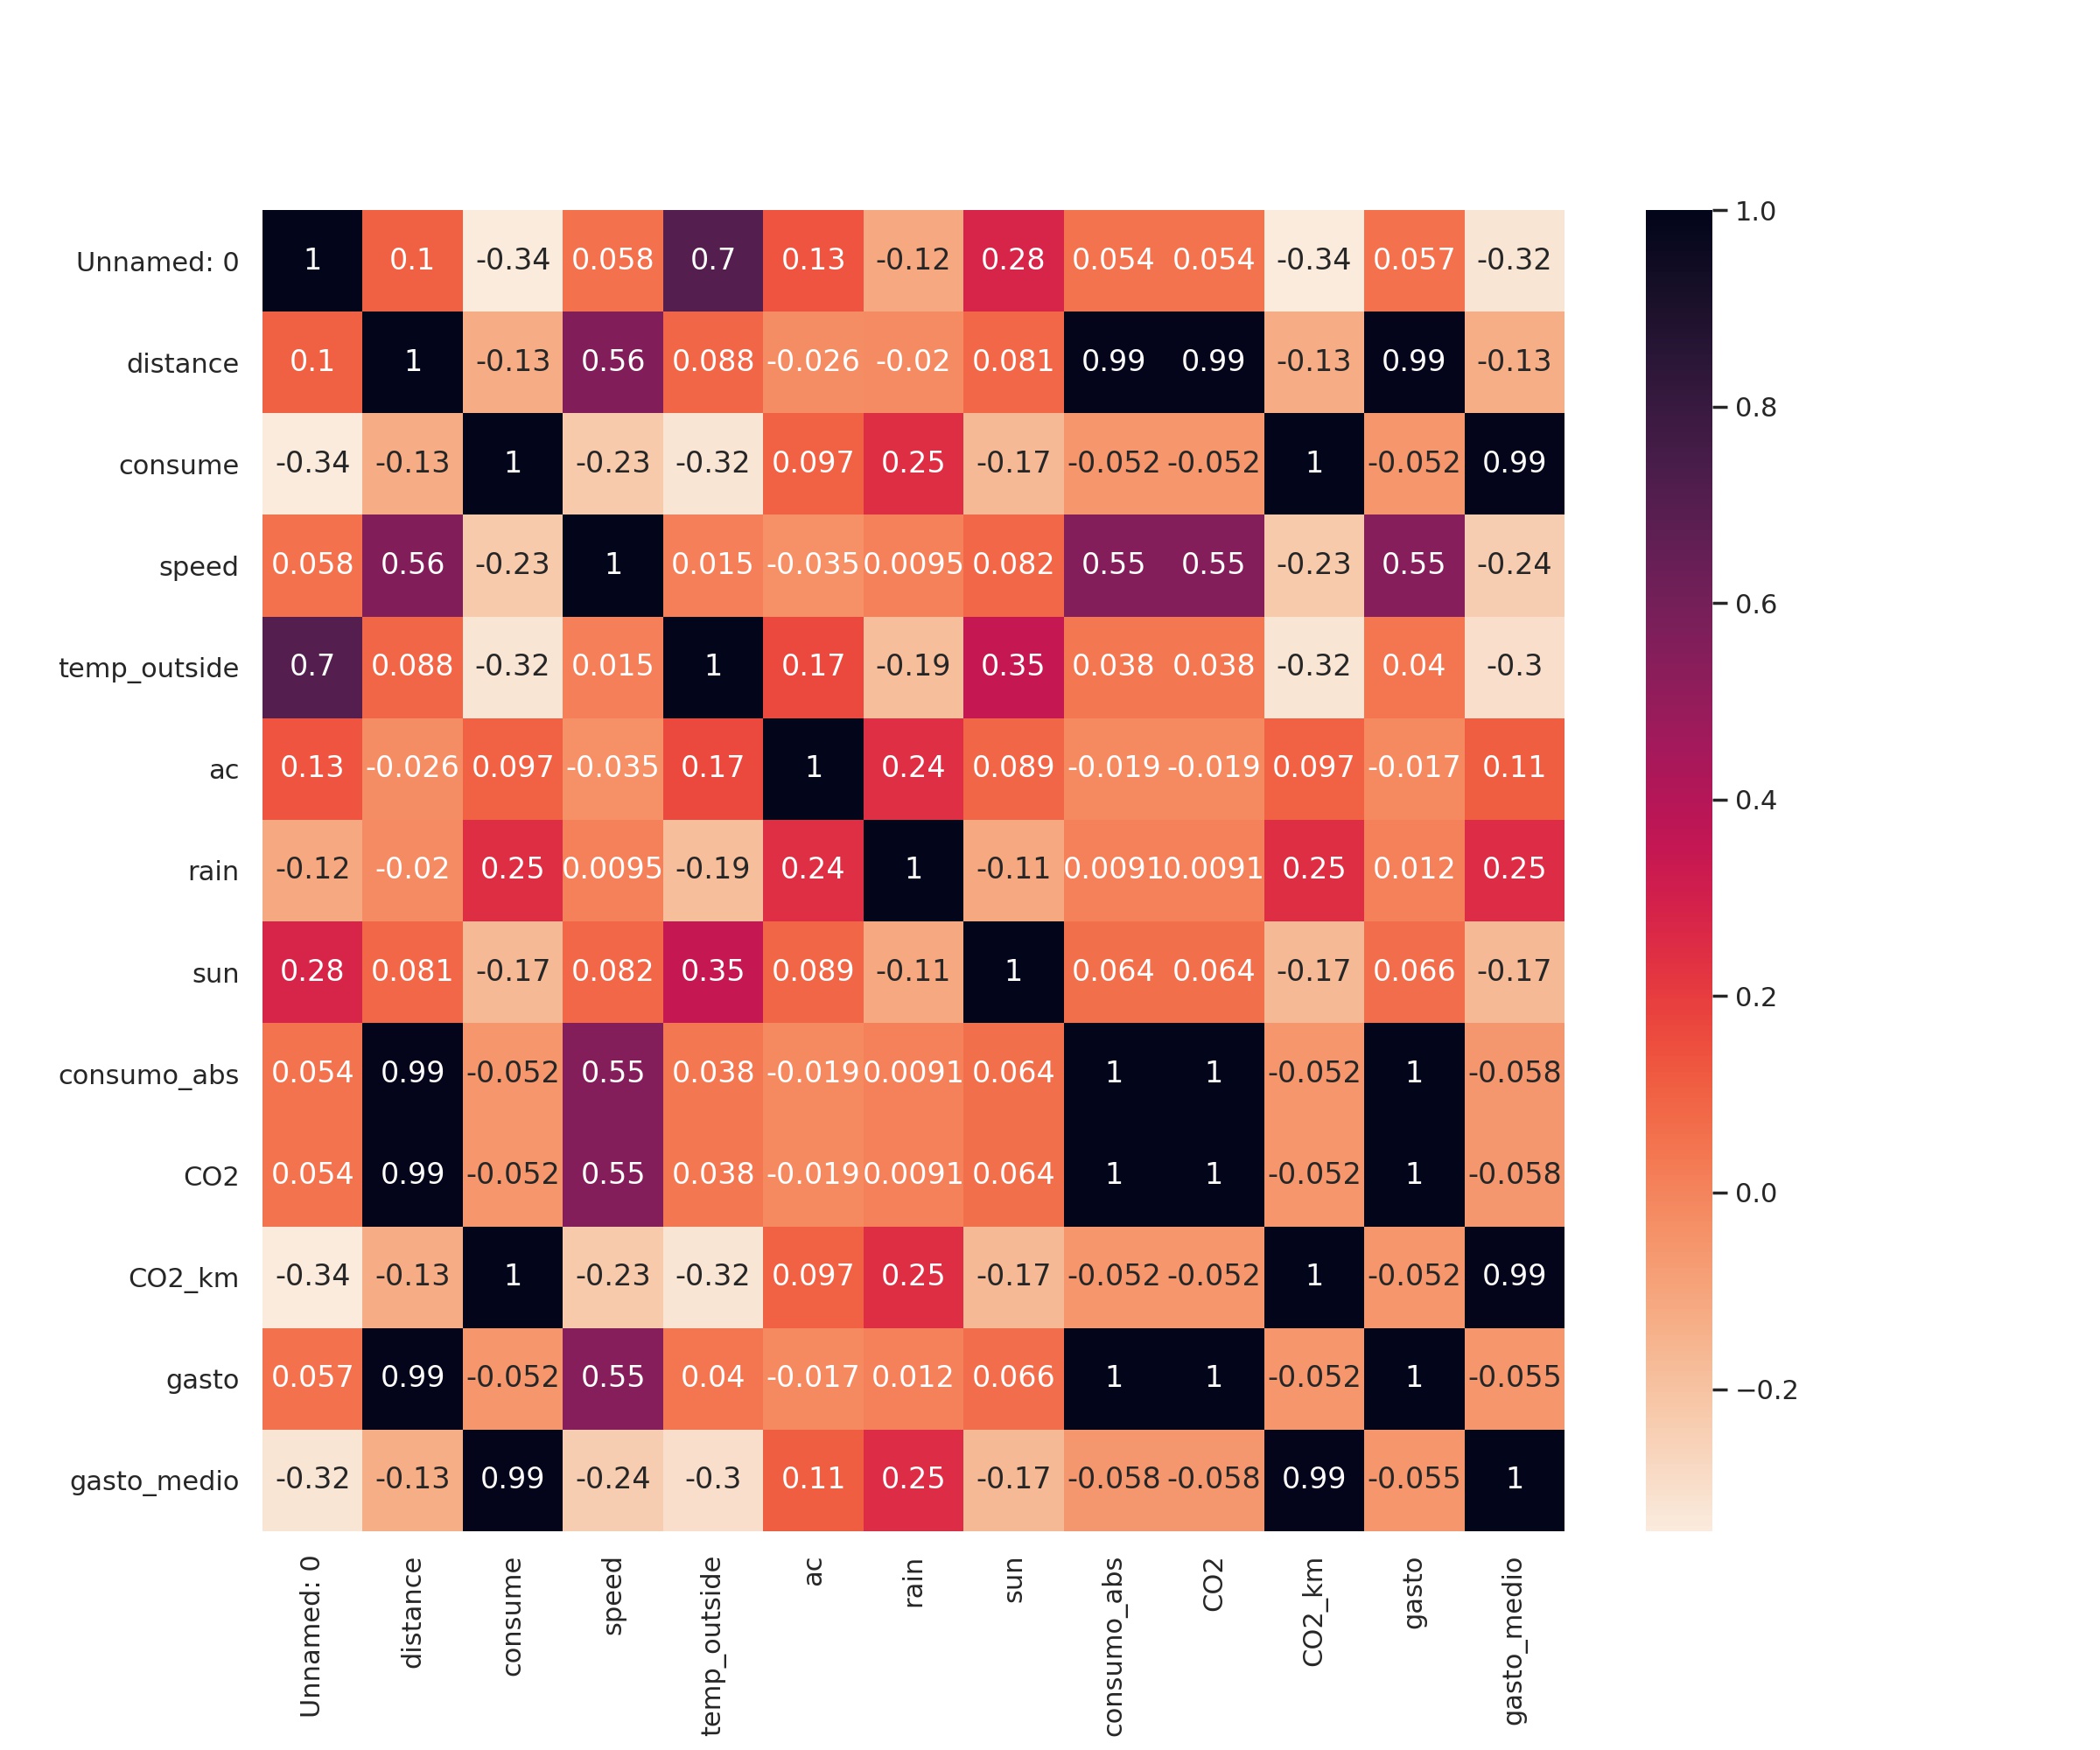 Unnamed: 0 1 0.1 -0.34 0.058 0.7 0.13 -0.12 0.28 0.054 0.054 -0.34 0.057 -0.32
distance 0.1 1 -0.13 0.56 0.088 -0.026 -0.02 0.081 0.99 0.99 -0.13 0.99 -0.13
consume -0.34 -0.13 1 -0.23 -0.32 0.097 0.25 -0.17 -0.052 -0.052 1 -0.052 0.99
speed 0.058 0.56 -0.23 1 0.015 -0.035 0.0095 0.082 0.55 0.55 -0.23 0.55 -0.24
temp_outside 0.7 0.088 -0.32 0.015 1 0.17 -0.19 0.35 0.038 0.038 -0.32 0.04 -0.3
ac 0.13 -0.026 0.097 -0.035 0.17 1 0.24 0.089 -0.019 -0.019 0.097 -0.017 0.11
rain -0.12 -0.02 0.25 0.0095 -0.19 0.24 1 -0.11 0.0091 0.0091 0.25 0.012 0.25
sun 0.28 0.081 -0.17 0.082 0.35 0.089 -0.11 1 0.064 0.064 -0.17 0.066 -0.17
consumo_abs 0.054 0.99 -0.052 0.55 0.038 -0.019 0.0091 0.064 1 1 -0.052 1 -0.058
CO2 0.054 0.99 -0.052 0.55 0.038 -0.019 0.0091 0.064 1 1 -0.052 1 -0.058
CO2_km -0.34 -0.13 1 -0.23 -0.32 0.097 0.25 -0.17 -0.052 -0.052 1 -0.052 0.99
gasto 0.057 0.99 -0.052 0.55 0.04 -0.017 0.012 0.066 1 1 -0.052 1 -0.055
gasto_medio -0.32 -0.13 0.99 -0.24 -0.3 0.11 0.25 -0.17 -0.058 -0.058 0.99 -0.055 1
Unnamed: 0
distance
consume
speed
temp_outside
ac
rain
sun
consumo_abs
CO2
CO2_km
gasto
gasto_medio
1.0
0.8
0.6
0.4
0.2
0.0
−0.2